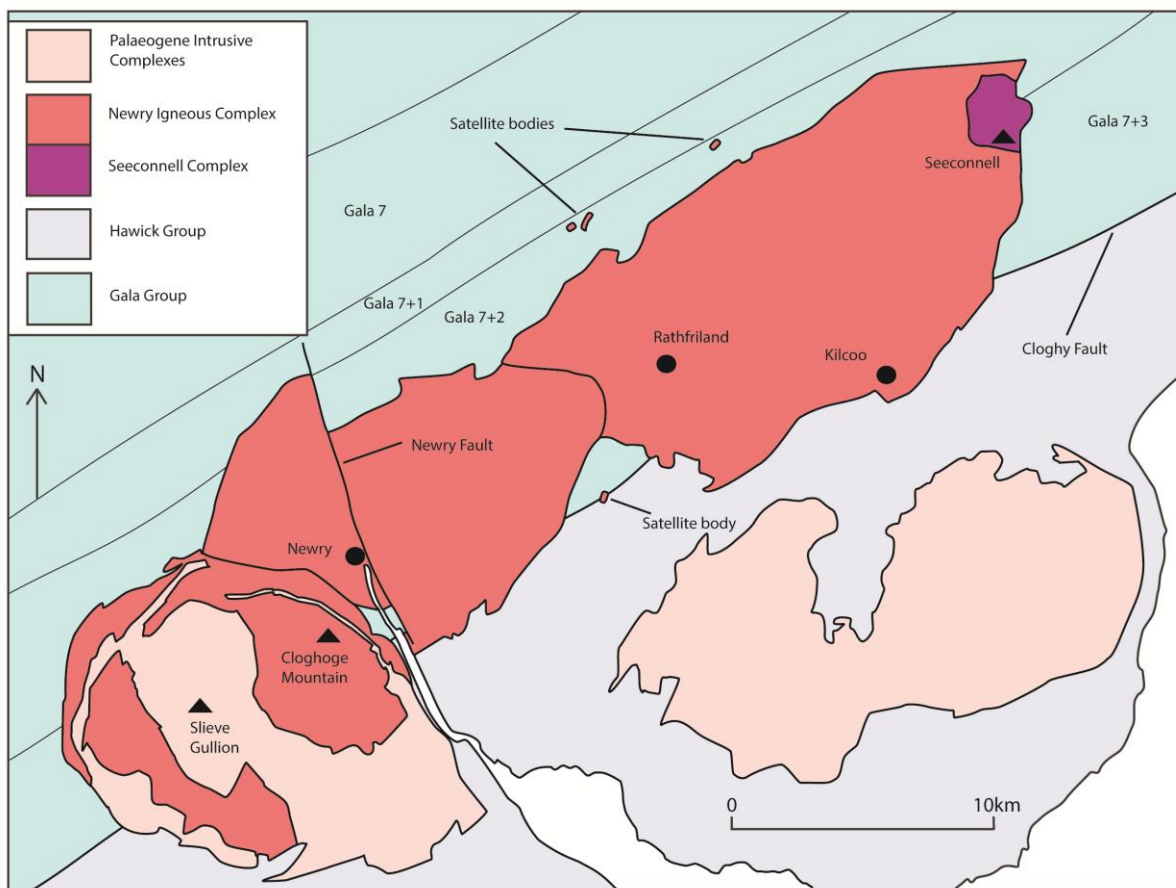 Palaeogene Intrusive
Complexes
Newry Igneous Complex
Seeconnell Complex
Hawick Group
Gala Group
N
Satellite bodies
Gala 7
Gala 7+1
Gala 7+2
Gala 7+3
Seeconnell
Rathfriland
Kilcoo
Cloghy Fault
Newry Fault
Satellite body
Newry
Cloghoge
Mountain
Slieve
Gullion
0
10km